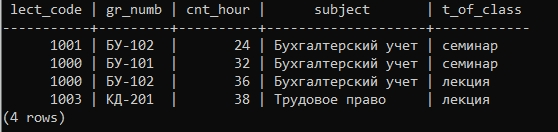 lect_code | gr_numb | cnt_hour | subject | t_of_class
-----------+---------+----------+--------------------+------------
1001 | БУ-102 | 24 | Бухгалтерский учет | семинар
1000 | БУ-101 | 32 | Бухгалтерский учет | семинар
1000 | БУ-102 | 36 | Бухгалтерский учет | лекция
1003 | КД-201 | 38 | Трудовое право | лекция
(4 rows)